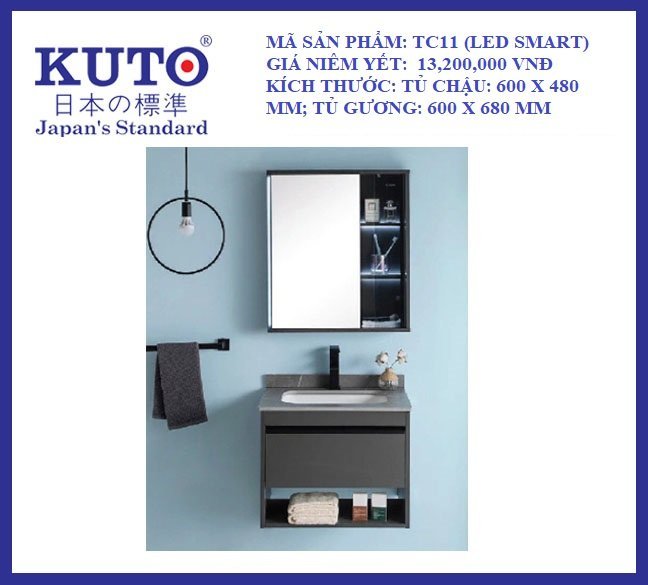 KUTO®
日本の標準
Japan's Standard
MÃ SẢN PHẨM: TC11 (LED SMART)
GIÁ NIÊM YẾT: 13,200,000 VNĐ
KÍCH THƯỚC: TỦ CHẬU: 600 X 480
MM; TỦ GƯƠNG: 600 X 680 MM